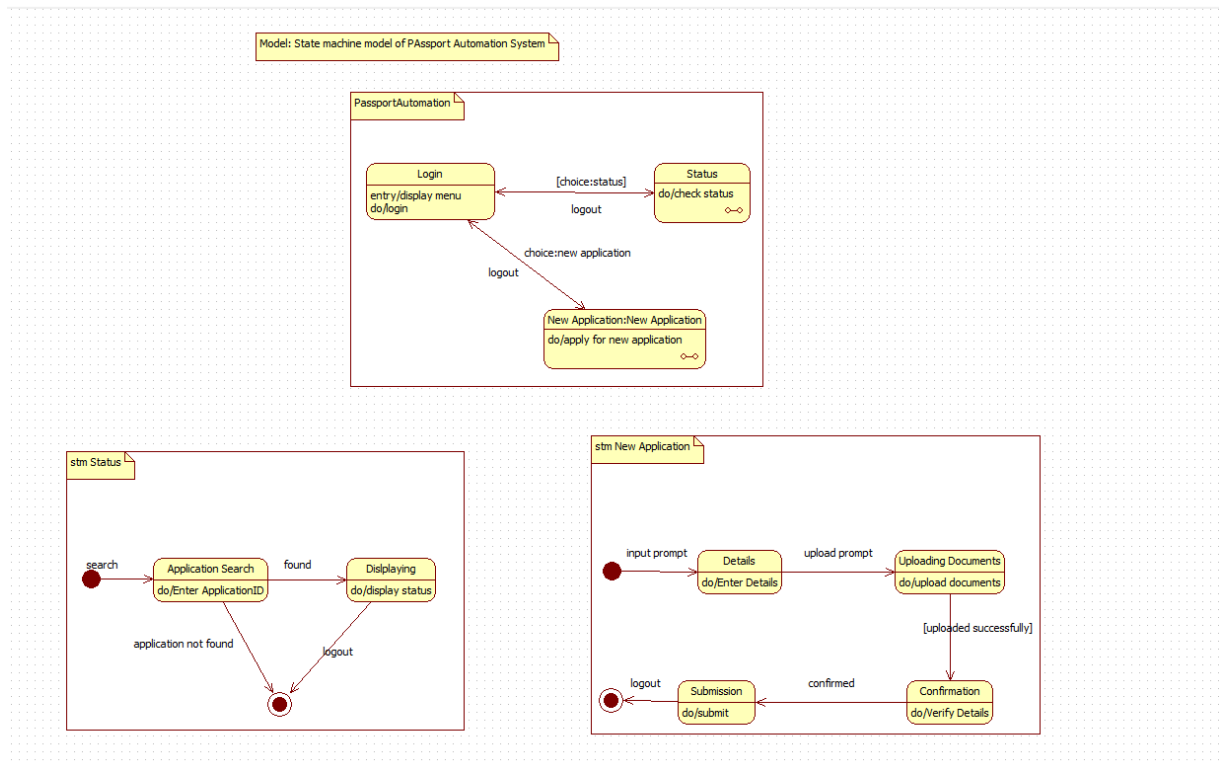 Model: State machine model of PAssport Automation System
PassportAutomation
Login
entry/display menu
do/login
[choice:status]
logout
Status
do/check status
choice:new application
logout
New Application:New Application
do/apply for new application
stm Status
search
Application Search
do/Enter ApplicationID
found
Dislplaying
do/display status
application not found
logout
stm New Application
input prompt
Details
do/Enter Details
upload prompt
Uploading Documents
do/upload documents
[uploaded successfully]
logout
Submission
do/submit
confirmed
Confirmation
do/Verify Details